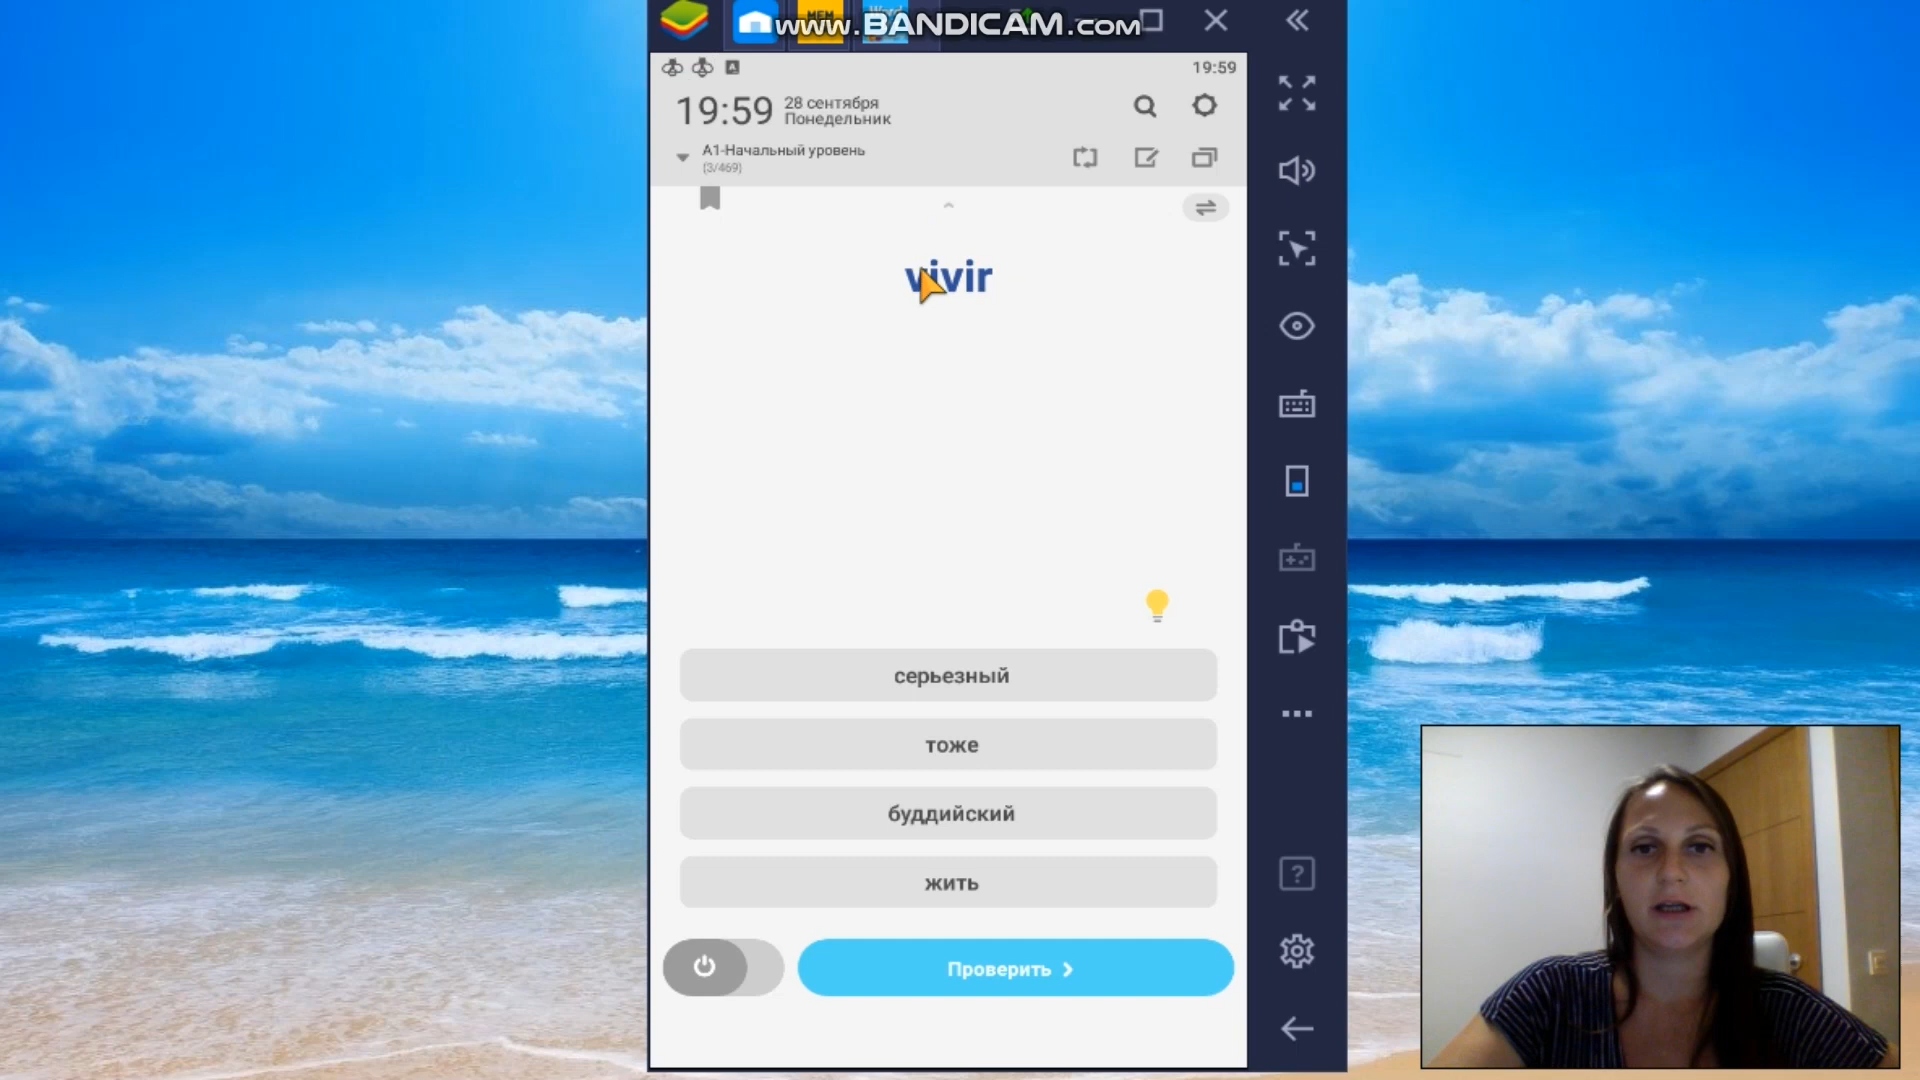 www.BANDICAM.com
19:59
19:59
28 сентября
Понедельник
А1-Начальный уровень
(3/469)
vivir
серьезный
тоже
буддийский
жить
Проверить